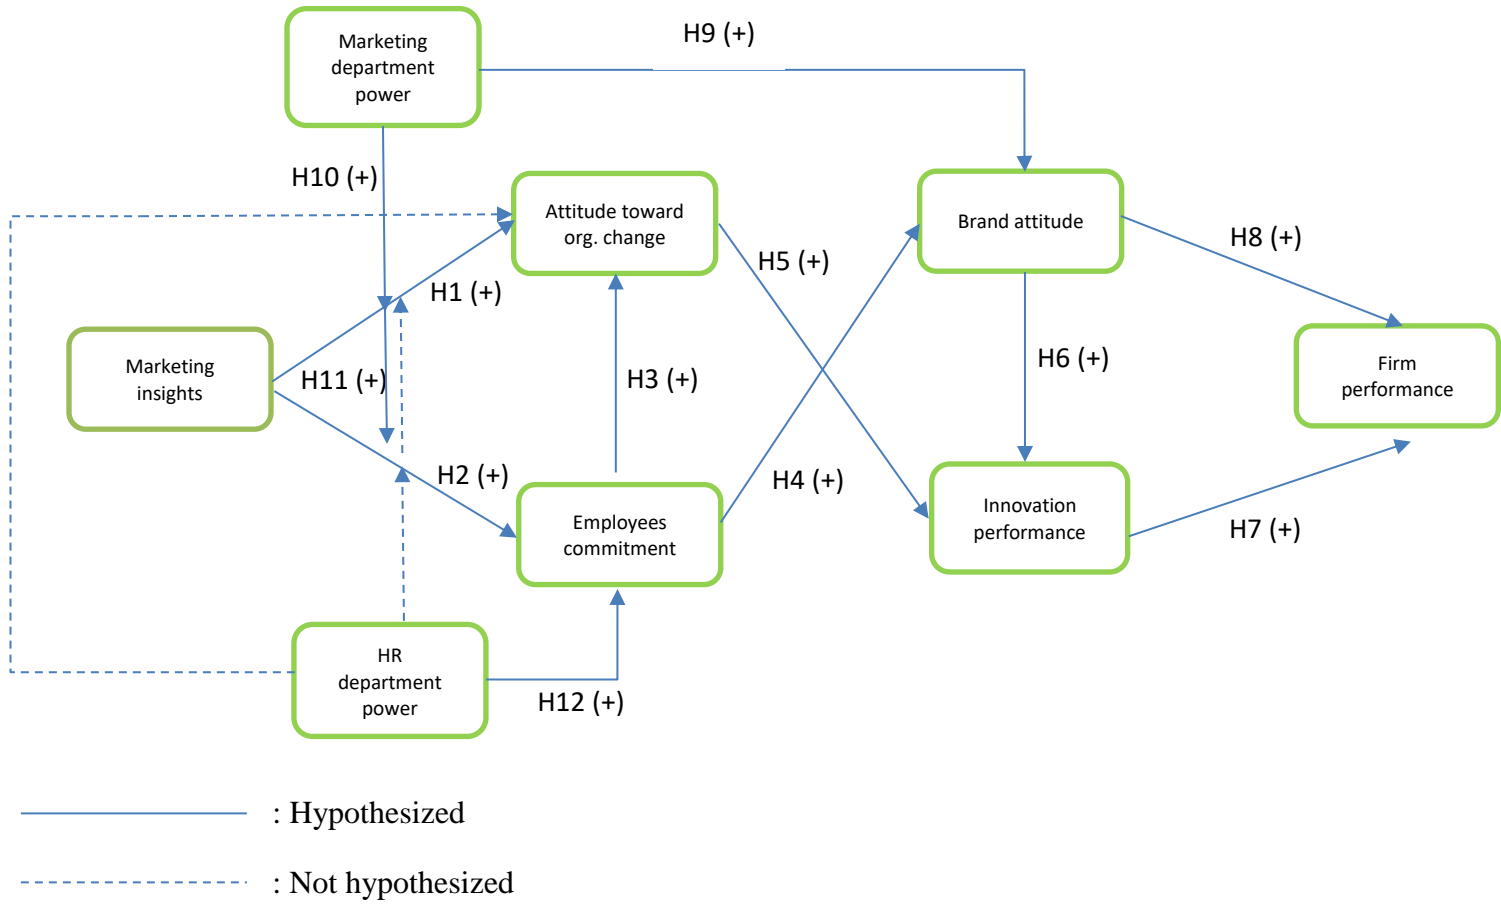 Marketing
department
power
H9 (+)
H10 (+)
Attitude toward
org. change
Brand attitude
H8 (+)
H5 (+)
H1 (+)
Marketing
insights
H11 (+)
H3 (+)
H6 (+)
Firm
performance
H2 (+)
H4 (+)
Employees
commitment
Innovation
performance
H7 (+)
HR
department
power
H12 (+)
: Hypothesized
: Not hypothesized